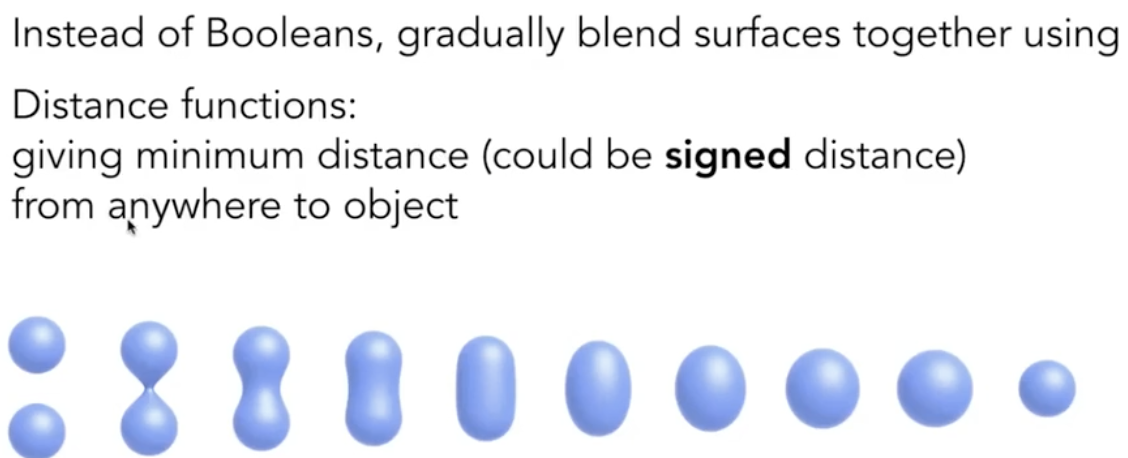 Instead of Booleans, gradually blend surfaces together using
Distance functions:
giving minimum distance (could be signed distance)
from anywhere to object